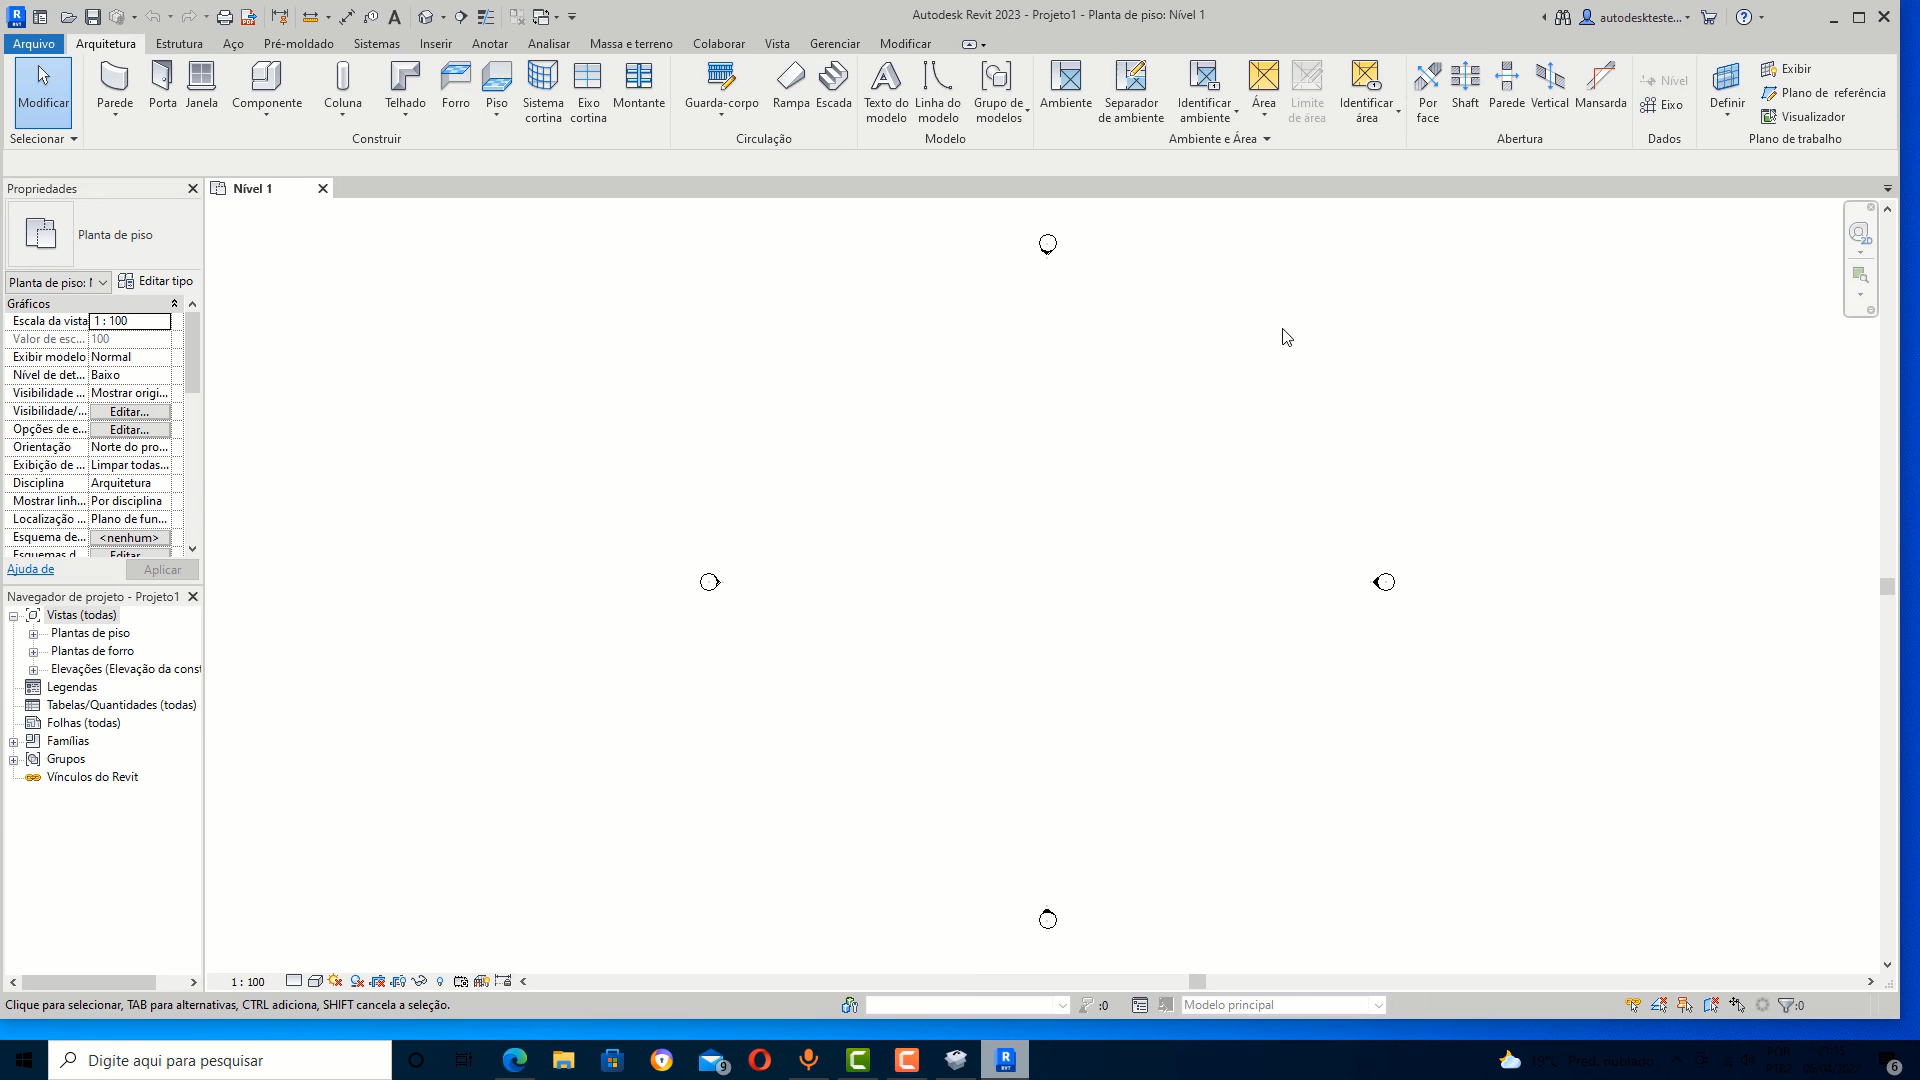 Autodesk Revit 2023 - Projeto1 - Planta de piso: Nível 1
autodeskteste...
Arquivo Arquitetura Estrutura Aço Pré-moldado Sistemas Inserir Anotar Analisar Massa e terreno Colaborar Vista Gerenciar Modificar
Modificar
Parede
Porta
Janela
Componente
Coluna
Telhado
Forro
Piso
Sistema
cortina
Eixo
cortina
Montante
Guarda-corpo
Rampa
Escada
Texto do
modelo
Linha do
modelo
Grupo de
modelos
Ambiente
Separador
de ambiente
Identificar
ambiente
Área
Limite
de área
Identificar
área
Por
face
Shaft
Parede
Vertical
Mansarda
Nível
Eixo
Definir
Exibir
Plano de referência
Visualizador
Selecionar
Construir
Circulação
Modelo
Ambiente e Área
Abertura
Dados
Plano de trabalho
Propriedades
Nível 1
Planta de piso
Planta de piso:
Editar tipo
Gráficos
Escala da vista 1 : 100
Valor de esc... 100
Exibir modelo Normal
Nível de det... Baixo
Visibilidade ... Mostrar origi...
Visibilidade/... Editar...
Opções de e... Editar...
Orientação Norte do pro...
Exibição de ... Limpar todas...
Disciplina Arquitetura
Mostrar linh... Por disciplina
Localização ... Plano de fun...
Esquema de... <nenhum>
Esquemas d Editar
Ajuda de
Aplicar
Navegador de projeto - Projeto1
Vistas (todas)
Plantas de piso
Plantas de forro
Elevações (Elevação da const
Legendas
Tabelas/Quantidades (todas)
Folhas (todas)
Famílias
Grupos
Vínculos do Revit
1 : 100
Clique para selecionar, TAB para alternativas, CTRL adiciona, SHIFT cancela a seleção.
:0
Modelo principal
:0
Digite aqui para pesquisar
9
19°C Pred. nublado
6